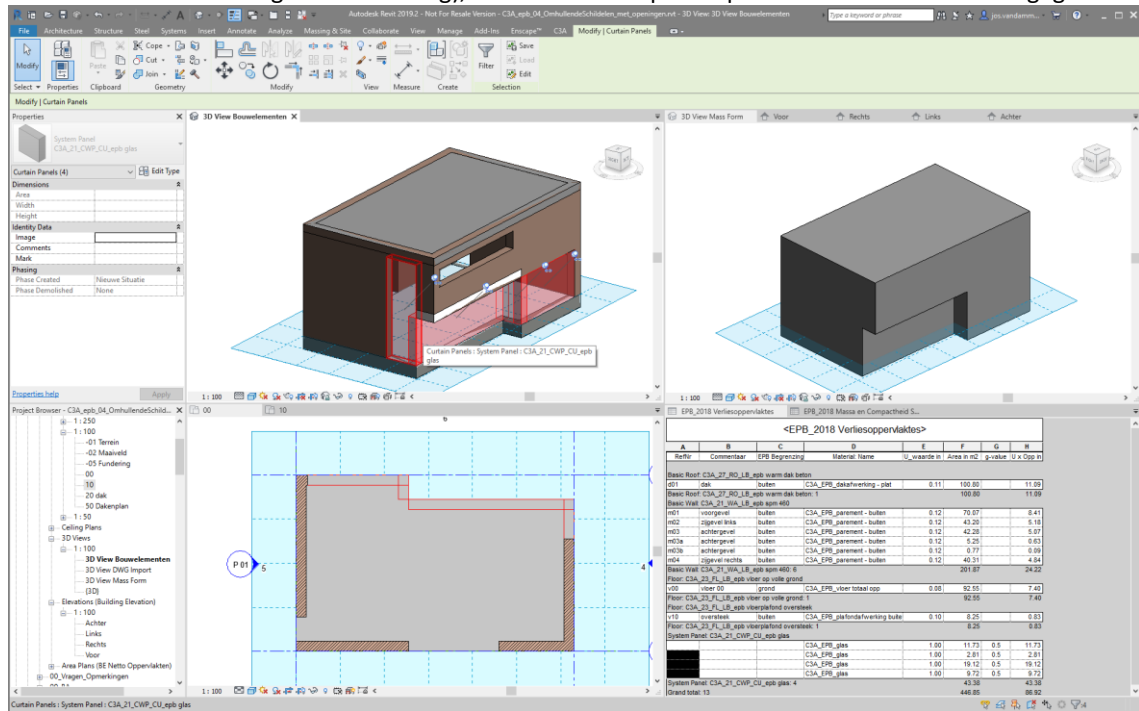 Autodesk Revit 2019.2 - Not For Resale Version - C3A_epb_04_OmhullendeSchildelen_met_openingen.rvt - 3D View: 3D View Bouwelementen
Type a keyword or phrase
jos.vandamm...
File Architecture Structure Steel Systems Insert Annotate Analyze Massing & Site Collaborate View Manage Add-Ins Enscape™ C3A Modify | Curtain Panels
Modify
Paste
Cope
Cut
Join
Filter
Save
Load
Edit
Select Properties Clipboard Geometry Modify View Measure Create Selection
Modify | Curtain Panels
Properties
System Panel
C3A_21_CWP_CU_epb glas
Curtain Panels (4) Edit Type
Dimensions
Area
Width
Height
Identity Data
Image
Comments
Mark
Phasing
Phase Created Nieuwe Situatie
Phase Demolished None
Properties help Apply
3D View Bouwelementen
Curtain Panels : System Panel : C3A_21_CWP_CU_epb glas
1 : 100
3D View Mass Form Voor Rechts Links Achter
1 : 100
Project Browser - C3A_epb_04_OmhullendeSchild...
1 : 250
1 : 100
-01 Terrein
-02 Maaiveld
-05 Fundering
00
10
20 dak
50 Dakenplan
1 : 50
Ceiling Plans
3D Views
1 : 100
3D View Bouwelementen
3D View DWG Import
3D View Mass Form
{3D}
Elevations (Building Elevation)
1 : 100
Achter
Links
Rechts
Voor
Area Plans (BE Netto Oppervlakten)
00_Vragen_Opmerkingen
00 10
P 01
5
4
1 : 100
EPB_2018 Verliesoppervlaktes EPB_2018 Massa en Compactheid S...
<EPB_2018 Verliesoppervlaktes>
A B C D E F G H
RefNr Commentaar EPB Begrenzing Material: Name U_waarde in Area in m2 g-value U x Opp in
Basic Roof: C3A_27_RO_LB_epb warm dak beton
d01 dak buiten C3A_EPB_dakafwerking - plat 0.11 100.80 11.09
Basic Roof: C3A_27_RO_LB_epb warm dak beton: 1 100.80 11.09
Basic Wall: C3A_21_WA_LB_epb spm 460
m01 voorgevel buiten C3A_EPB_parement - buiten 0.12 70.07 8.41
m02 zijgevel links buiten C3A_EPB_parement - buiten 0.12 43.20 5.18
m03 achtergevel buiten C3A_EPB_parement - buiten 0.12 42.28 5.07
m03a achtergevel buiten C3A_EPB_parement - buiten 0.12 5.25 0.63
m03b achtergevel buiten C3A_EPB_parement - buiten 0.12 0.77 0.09
m04 zijgevel rechts buiten C3A_EPB_parement - buiten 0.12 40.31 4.84
Basic Wall: C3A_21_WA_LB_epb spm 460: 6 201.87 24.22
Floor: C3A_23_FL_LB_epb vloer op volle grond
v00 vloer 00 grond C3A_EPB_vloer totaal opp 0.08 92.55 7.40
Floor: C3A_23_FL_LB_epb vloer op volle grond: 1 92.55 7.40
Floor: C3A_23_FL_LB_epb vloerplafond oversteek
v10 oversteek buiten C3A_EPB_plafondafwerking buite 0.10 8.25 0.83
Floor: C3A_23_FL_LB_epb vloerplafond oversteek: 1 8.25 0.83
System Panel: C3A_21_CWP_CU_epb glas
C3A_EPB_glas 1.00 11.73 0.5 11.73
C3A_EPB_glas 1.00 2.81 0.5 2.81
C3A_EPB_glas 1.00 19.12 0.5 19.12
C3A_EPB_glas 1.00 9.72 0.5 9.72
System Panel: C3A_21_CWP_CU_epb glas: 4 43.38 43.38
Grand total: 13 446.85 86.92
Curtain Panels : System Panel : C3A_21_CWP_CU_epb glas
:4